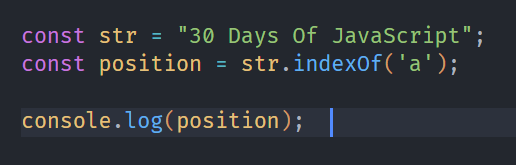 const str = "30 Days Of JavaScript";
const position = str.indexOf('a');
console.log(position);